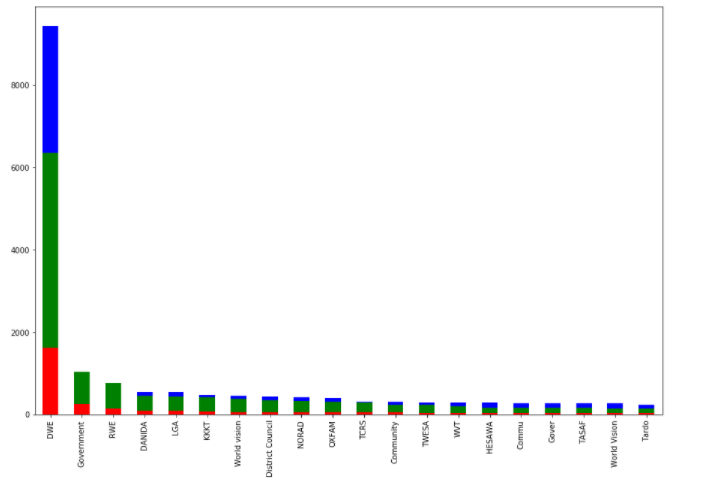 8000
6000
4000
2000
0
DWE
Government
RWE
DANIDA
LGA
KKKT
World vision
District Council
NORAD
OXFAM
TCRS
Community
TWESA
WVT
HESAWA
Commu
Gover
TASAF
World Vision
Tardo